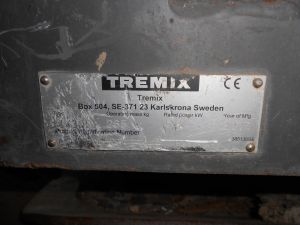 TREMIX
CE
Tremix
Box 504, SE-371 23 Karlskrona Sweden
Operating mass kg Rated power kW Year of Mfg
Identification Number